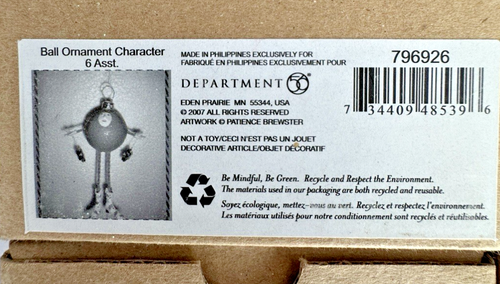 Ball Ornament Character
6 Asst.
MADE IN PHILIPPINES EXCLUSIVELY FOR
FABRIQUÉ EN PHILIPPINES EXCLUSIVEMENT POUR
DEPARTMENT 56®
EDEN PRAIRIE MN 55344, USA
© 2007 ALL RIGHTS RESERVED
ARTWORK © PATIENCE BREWSTER
NOT A TOY/CECI N'EST PAS UN JOUET
DECORATIVE ARTICLE/OBJET DÉCORATIF
796926
7 34409 48539 6
Be Mindful, Be Green. Recycle and Respect the Environment.
The materials used in our packaging are both recycled and reusable.
Soyez écologique, mettez-vous au vert. Recyclez et respectez l'environnement.
Les matériaux utilisés pour notre conditionnement sont recyclés et réutilisables.